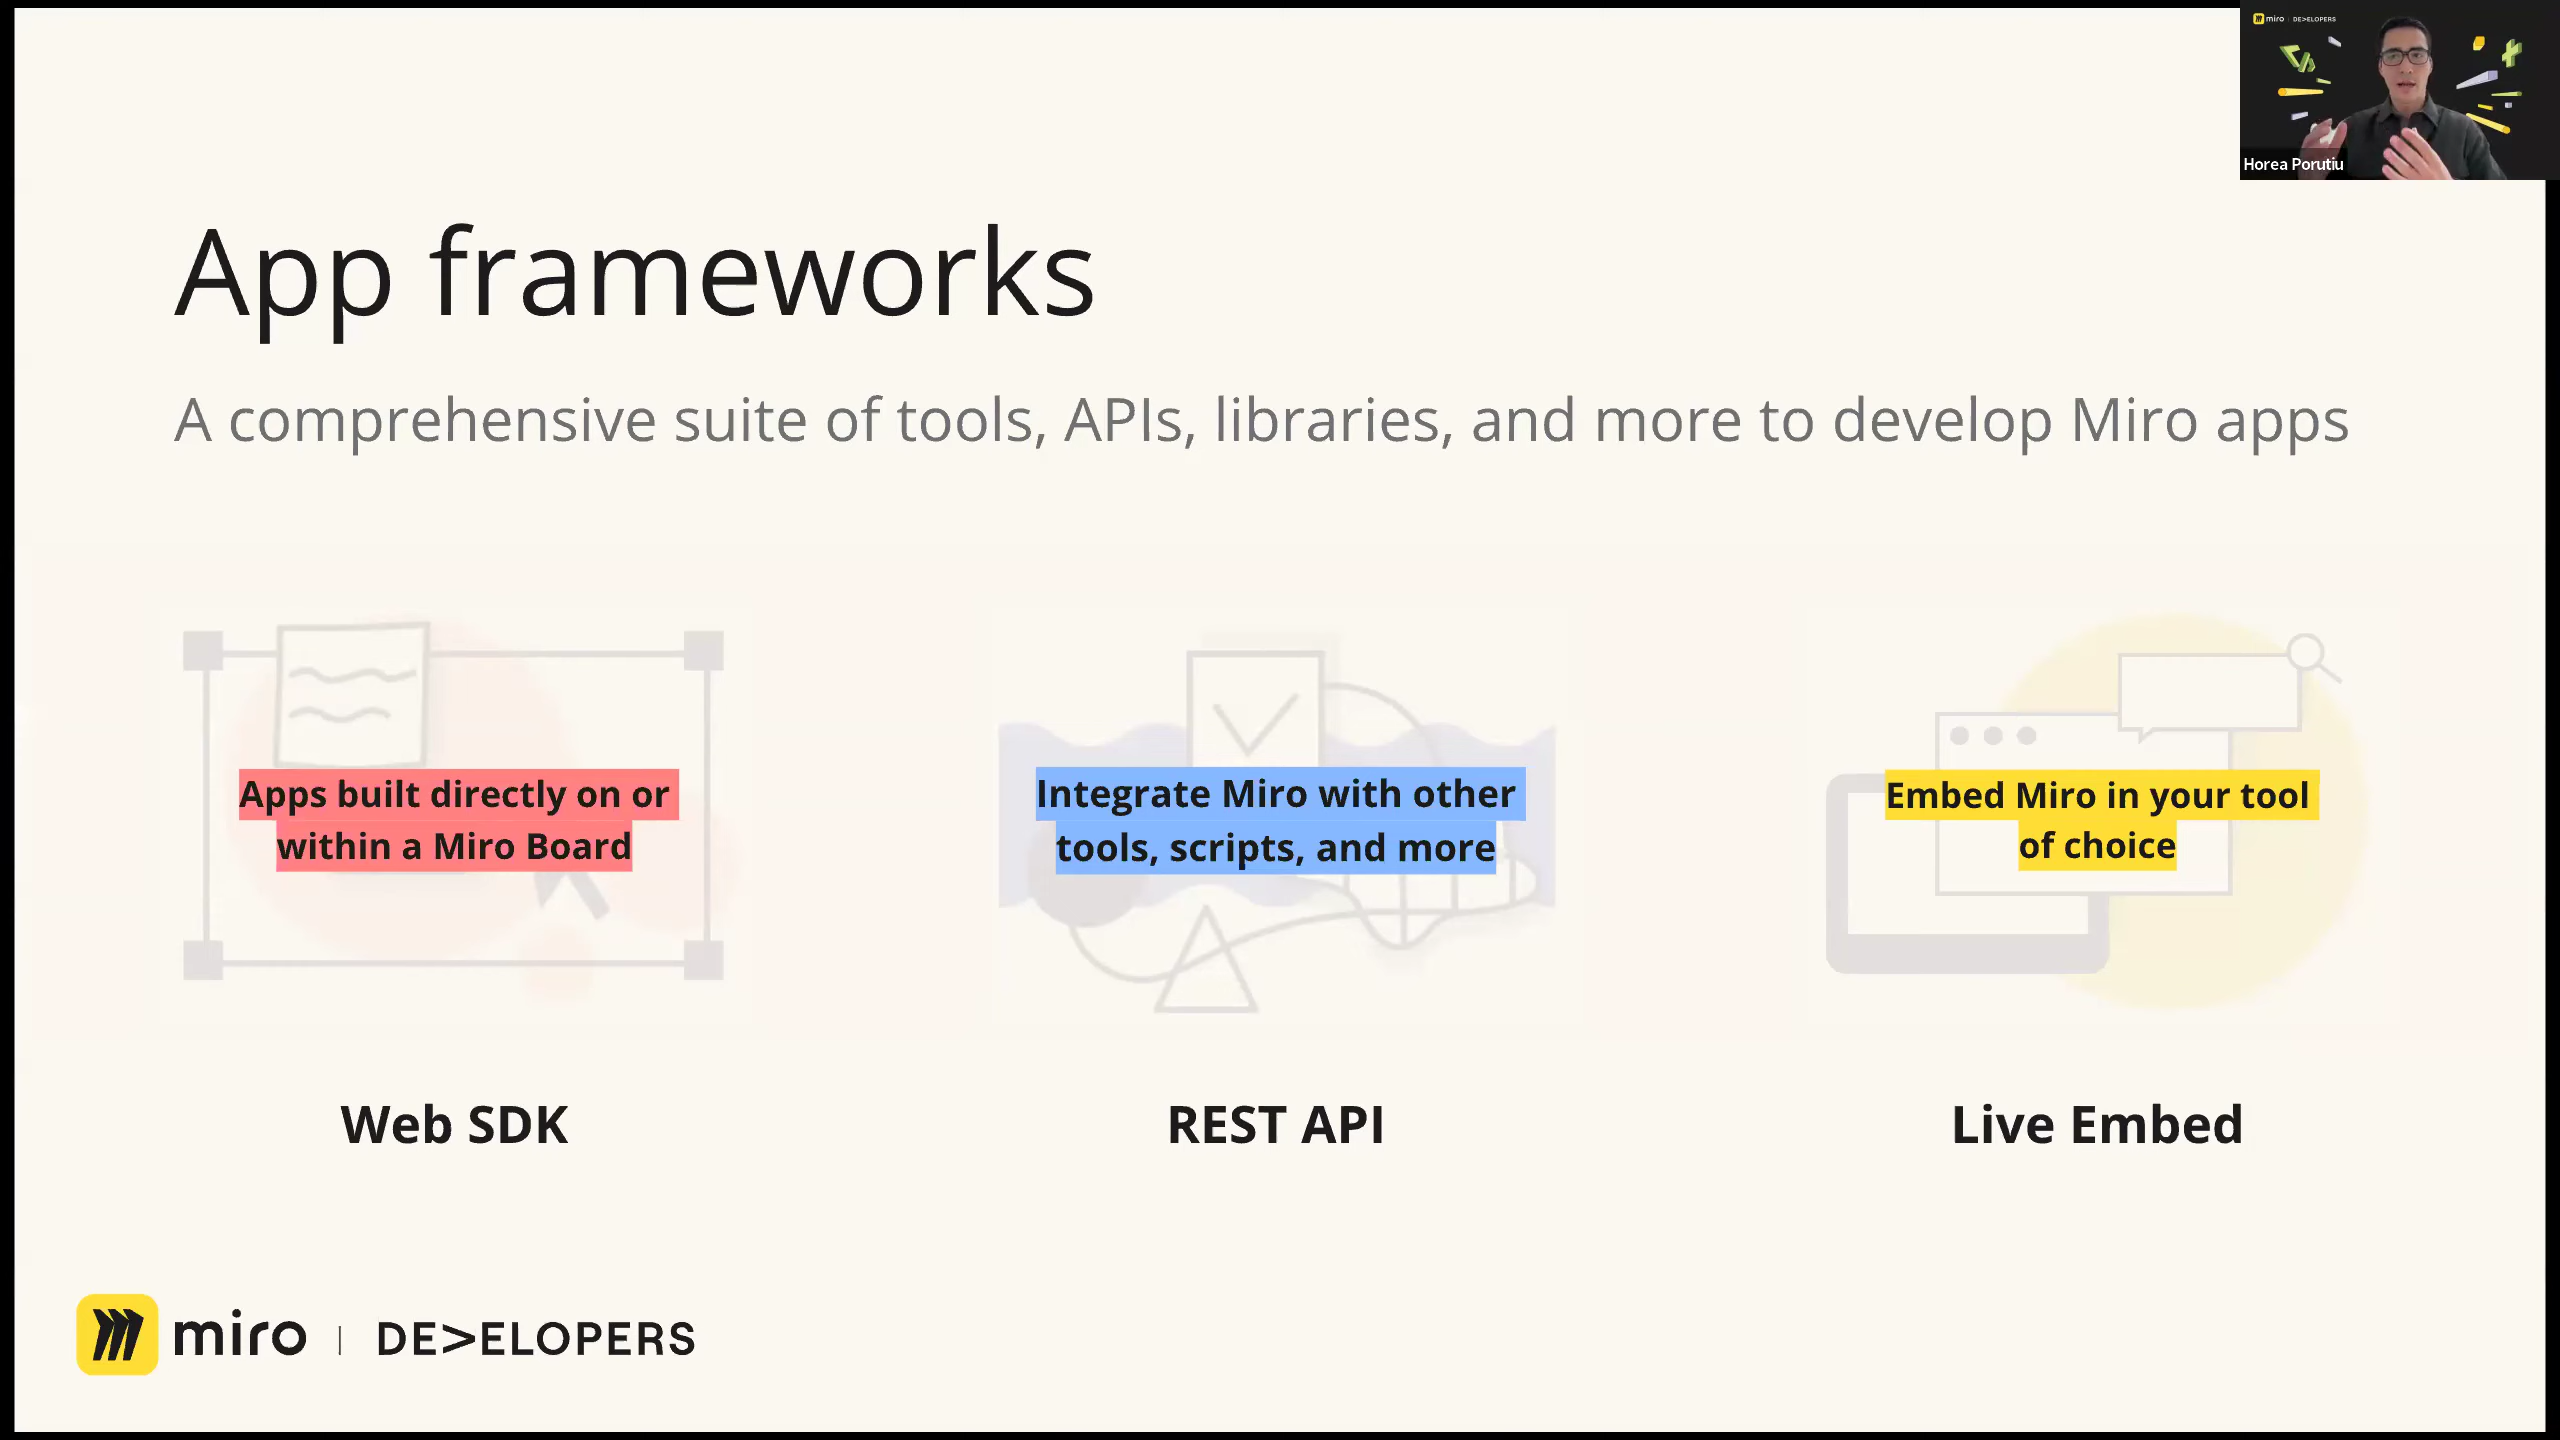 miro | DE>ELOPERS
Horea Porutiu
App frameworks
A comprehensive suite of tools, APIs, libraries, and more to develop Miro apps
Apps built directly on or
within a Miro Board
Web SDK
Integrate Miro with other
tools, scripts, and more
REST API
Embed Miro in your tool
of choice
Live Embed
miro | DE>ELOPERS